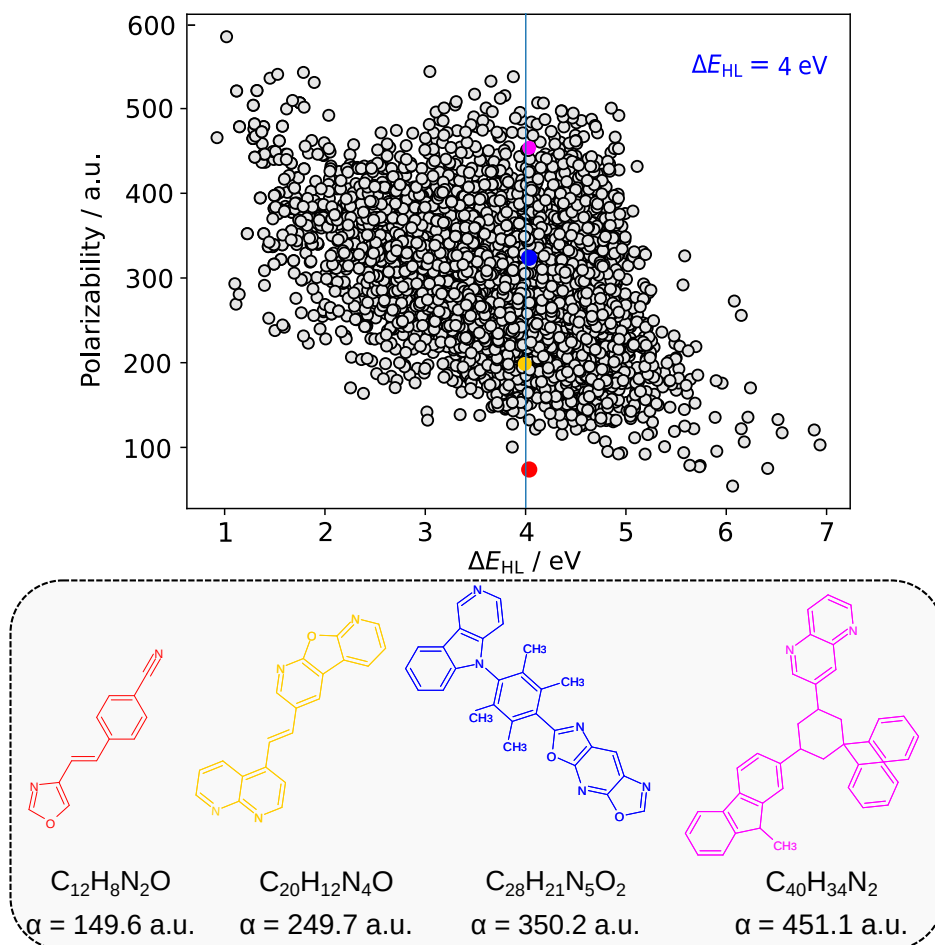 600
500
400
300
200
100
Polarizability / a.u.
ΔE_HL = 4 eV
1 2 3 4 5 6 7
ΔE_HL / eV
N
N
O
N
O
N
N
N
N
N
CH3
CH3
CH3
CH3
N
O
N
N
O
N
N
CH3
C₁₂H₈N₂O C₂₀H₁₂N₄O C₂₈H₂₁N₅O₂ C₄₀H₃₄N₂
α = 149.6 a.u. α = 249.7 a.u. α = 350.2 a.u. α = 451.1 a.u.